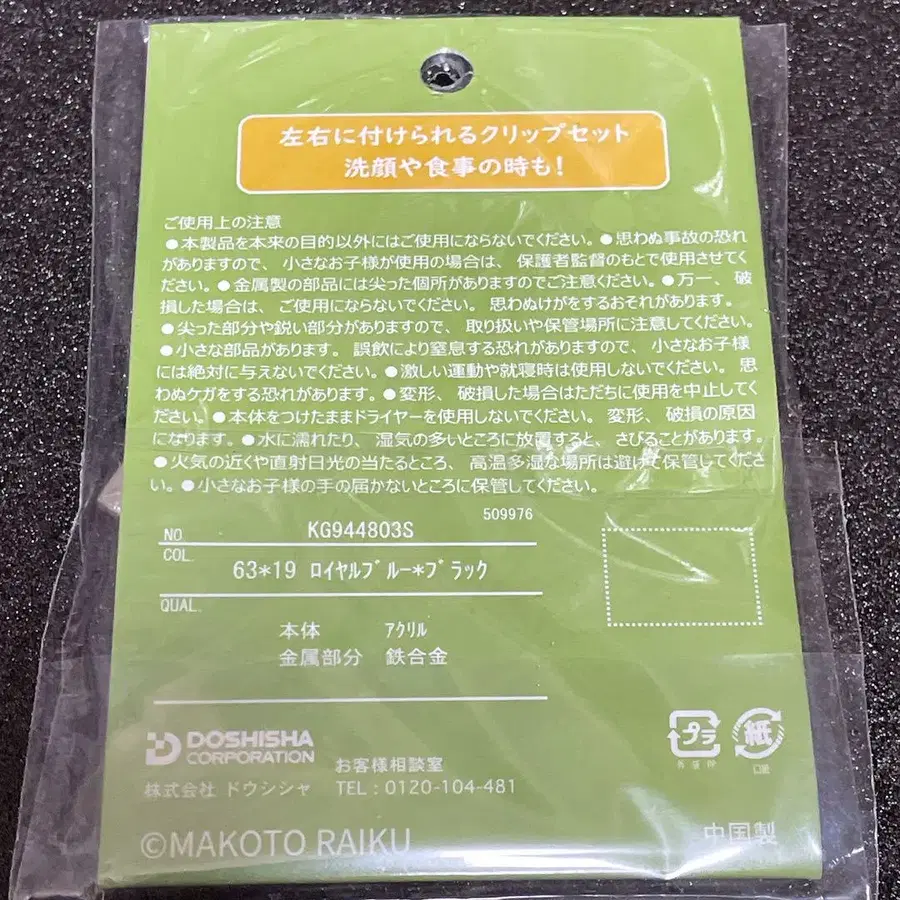 左右に付けられるクリップセット
洗顔や食事の時も!
ご使用上の注意
●本製品を本来の目的以外にはご使用にならないでください。●思わぬ事故の恐れ
がありますので、小さなお子様が使用の場合は、保護者監督のもとで使用させてく
ださい。●金属製の部品には尖った個所がありますのでご注意ください。●万一、破
損した場合は、ご使用にならないでください。思わぬけがをするおそれがあります。
●尖った部分や鋭い部分がありますので、取り扱いや保管場所に注意してください。
●小さな部品があります。誤飲により窒息する恐れがありますので、小さなお子様
には絶対に与えないでください。●激しい運動や就寝時は使用しないでください。思
わぬケガをする恐れがあります。●変形、破損した場合はただちに使用を中止してく
ださい。●本体をつけたままドライヤーを使用しないでください。変形、破損の原因
になります。●水に濡れたり、湿気の多いところに放置すると、さびることがあります。
●火気の近くや直射日光の当たるところ、高温多湿な場所は避けて保管してくださ
い。●小さなお子様の手の届かないところに保管してください。
509976
NO. KG944803S
COL. 63*19 ロイヤルブルー*ブラック
QUAL.
本体 アクリル
金属部分 鉄合金
DOSHISHA
CORPORATION
株式会社 ドウシシャ
お客様相談室
TEL:0120-104-481
プラ
紙
©MAKOTO RAIKU
中国製